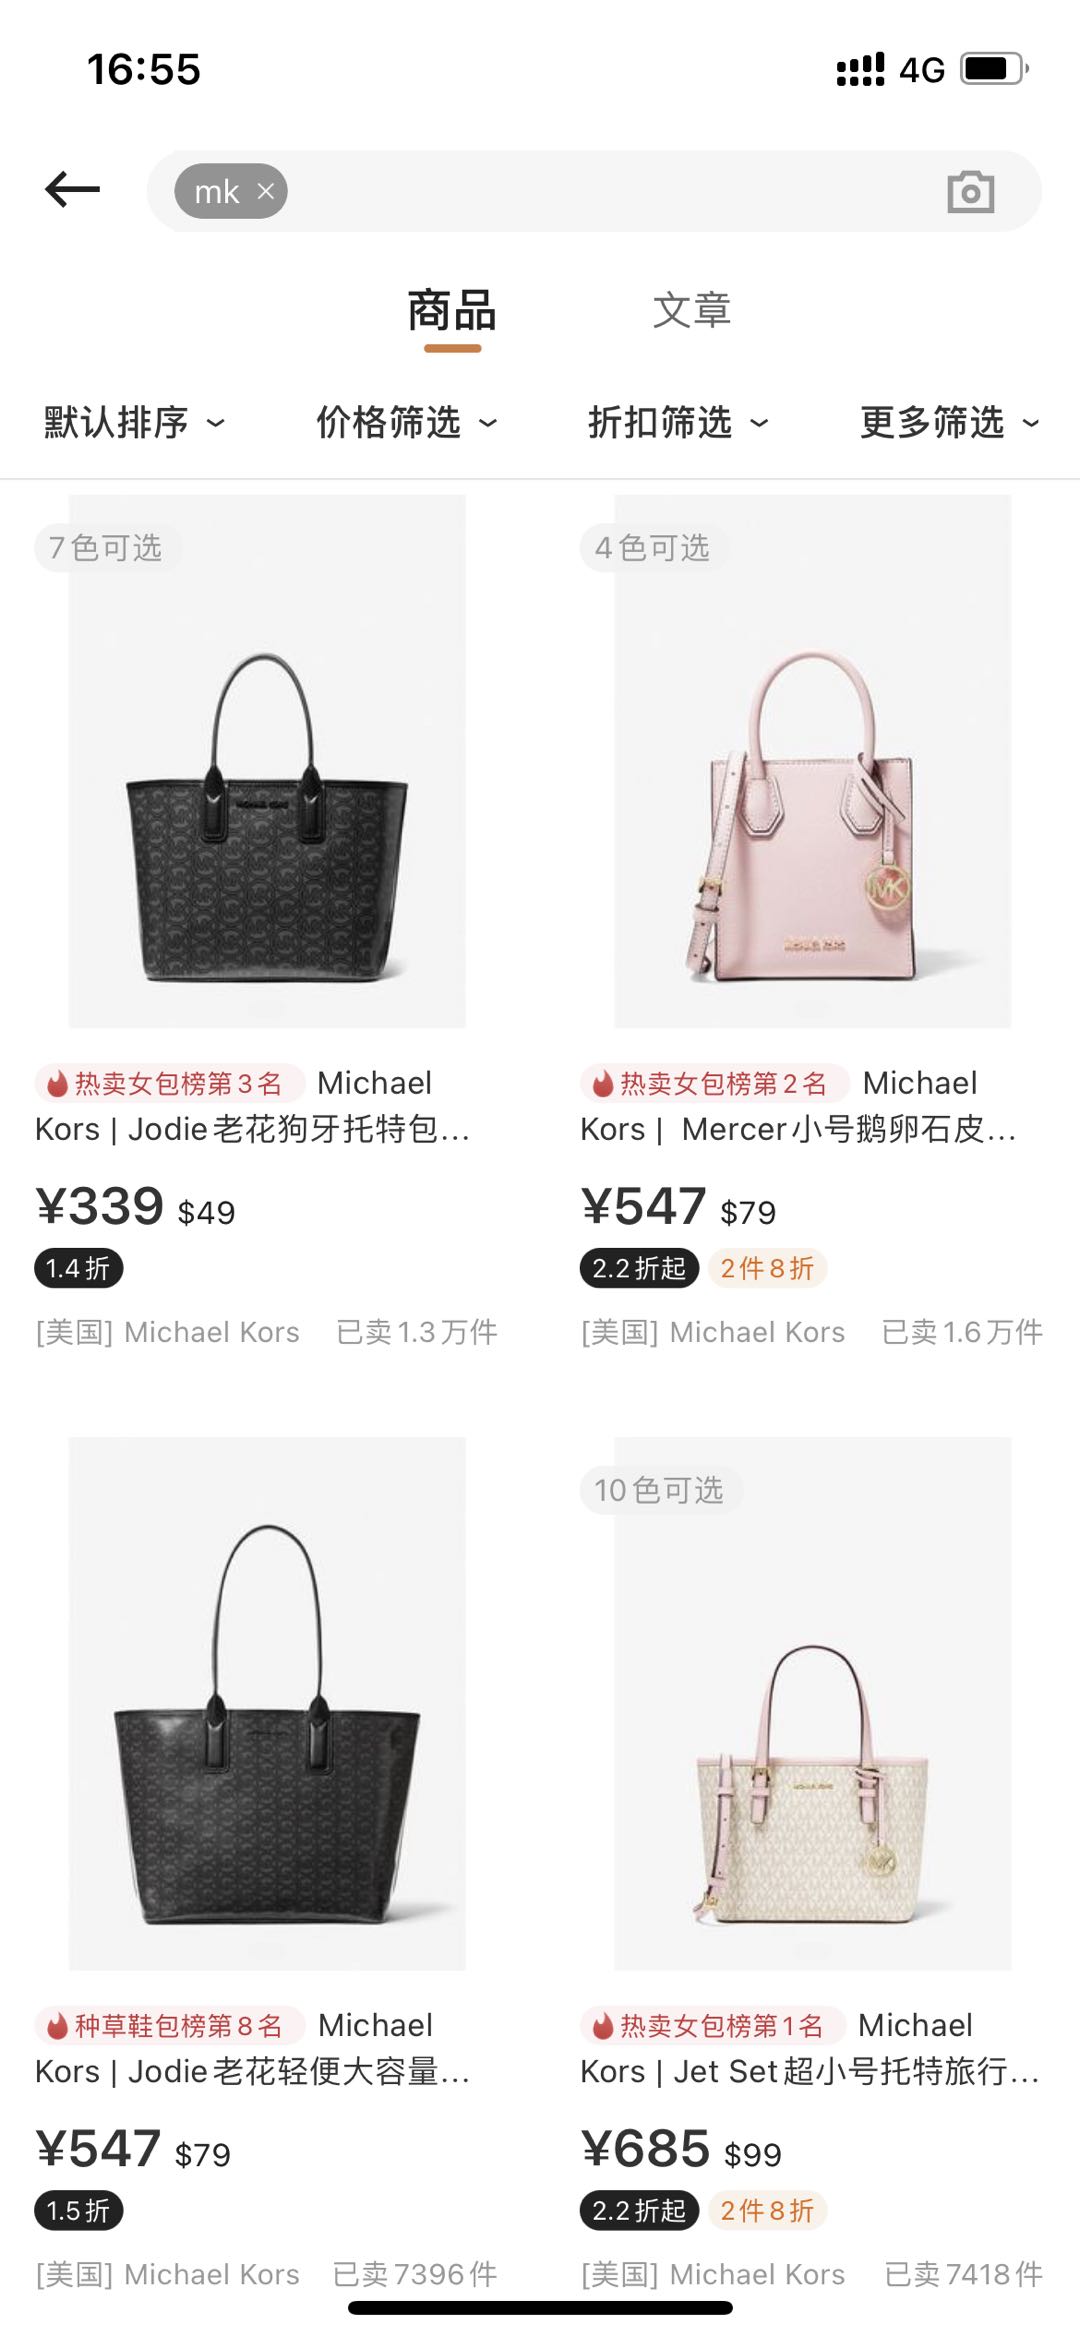 16:55
4G
mk ×
商品 文章
默认排序 价格筛选 折扣筛选 更多筛选
7色可选
4色可选
MICHAEL KORS
MK
MICHAEL KORS
热卖女包榜第3名 Michael
Kors | Jodie老花狗牙托特包...
¥339 $49
1.4折
[美国] Michael Kors 已卖1.3万件
热卖女包榜第2名 Michael
Kors | Mercer小号鹅卵石皮...
¥547 $79
2.2折起 2件8折
[美国] Michael Kors 已卖1.6万件
10色可选
MICHAEL KORS
MK
种草鞋包榜第8名 Michael
Kors | Jodie老花轻便大容量...
¥547 $79
1.5折
[美国] Michael Kors 已卖7396件
热卖女包榜第1名 Michael
Kors | Jet Set超小号托特旅行...
¥685 $99
2.2折起 2件8折
[美国] Michael Kors 已卖7418件